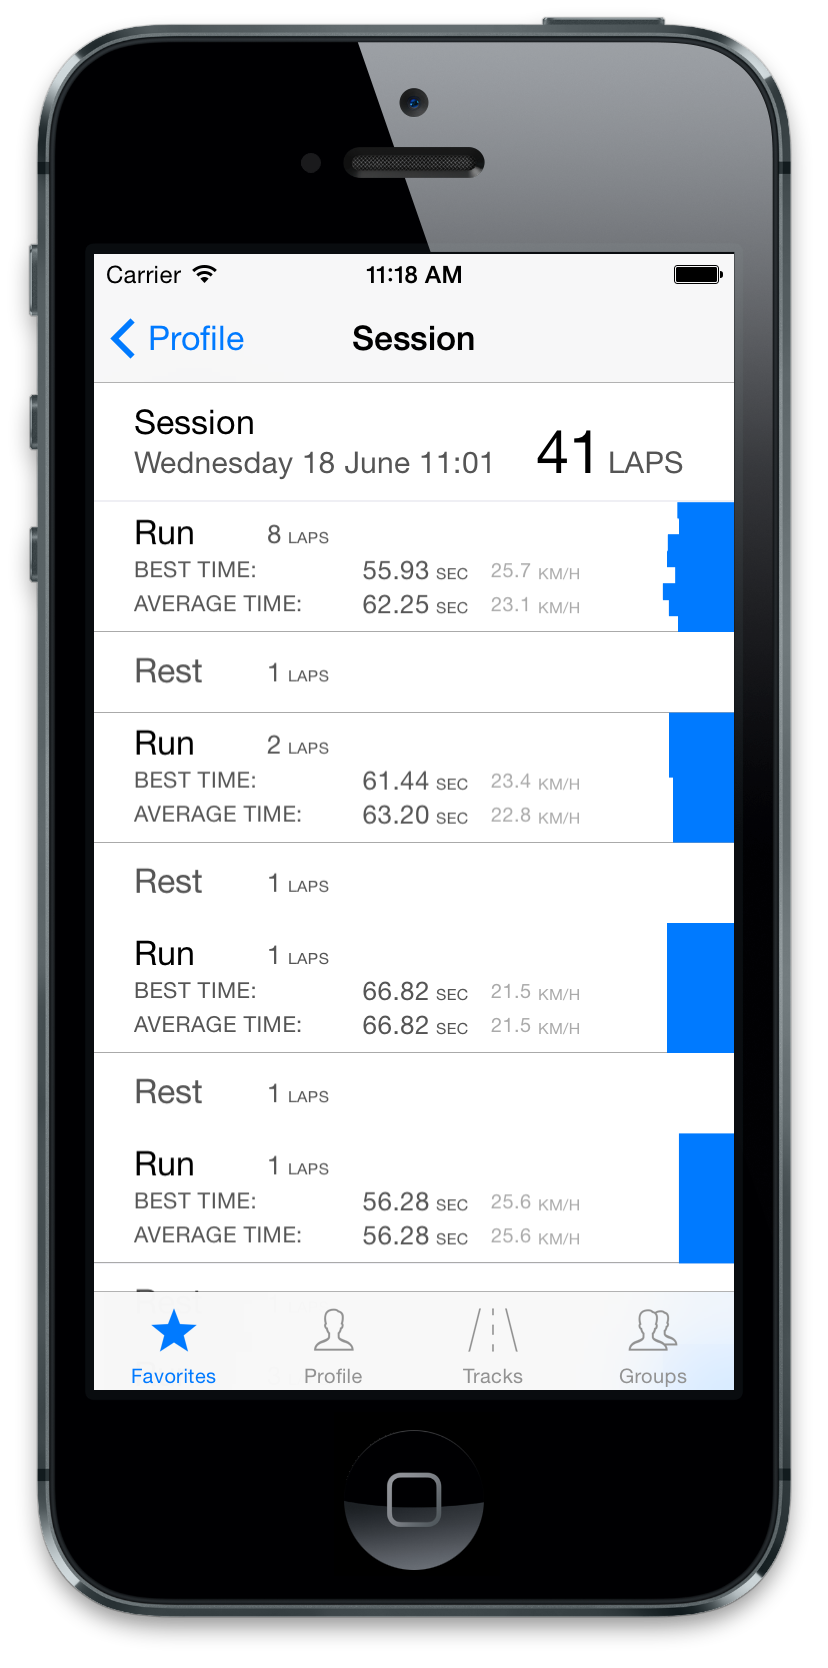 Carrier 11:18 AM
Profile Session
Session
Wednesday 18 June 11:01 41 LAPS
Run 8 LAPS
BEST TIME: 55.93 SEC 25.7 KM/H
AVERAGE TIME: 62.25 SEC 23.1 KM/H
Rest 1 LAPS
Run 2 LAPS
BEST TIME: 61.44 SEC 23.4 KM/H
AVERAGE TIME: 63.20 SEC 22.8 KM/H
Rest 1 LAPS
Run 1 LAPS
BEST TIME: 66.82 SEC 21.5 KM/H
AVERAGE TIME: 66.82 SEC 21.5 KM/H
Rest 1 LAPS
Run 1 LAPS
BEST TIME: 56.28 SEC 25.6 KM/H
AVERAGE TIME: 56.28 SEC 25.6 KM/H
Favorites Profile Tracks Groups